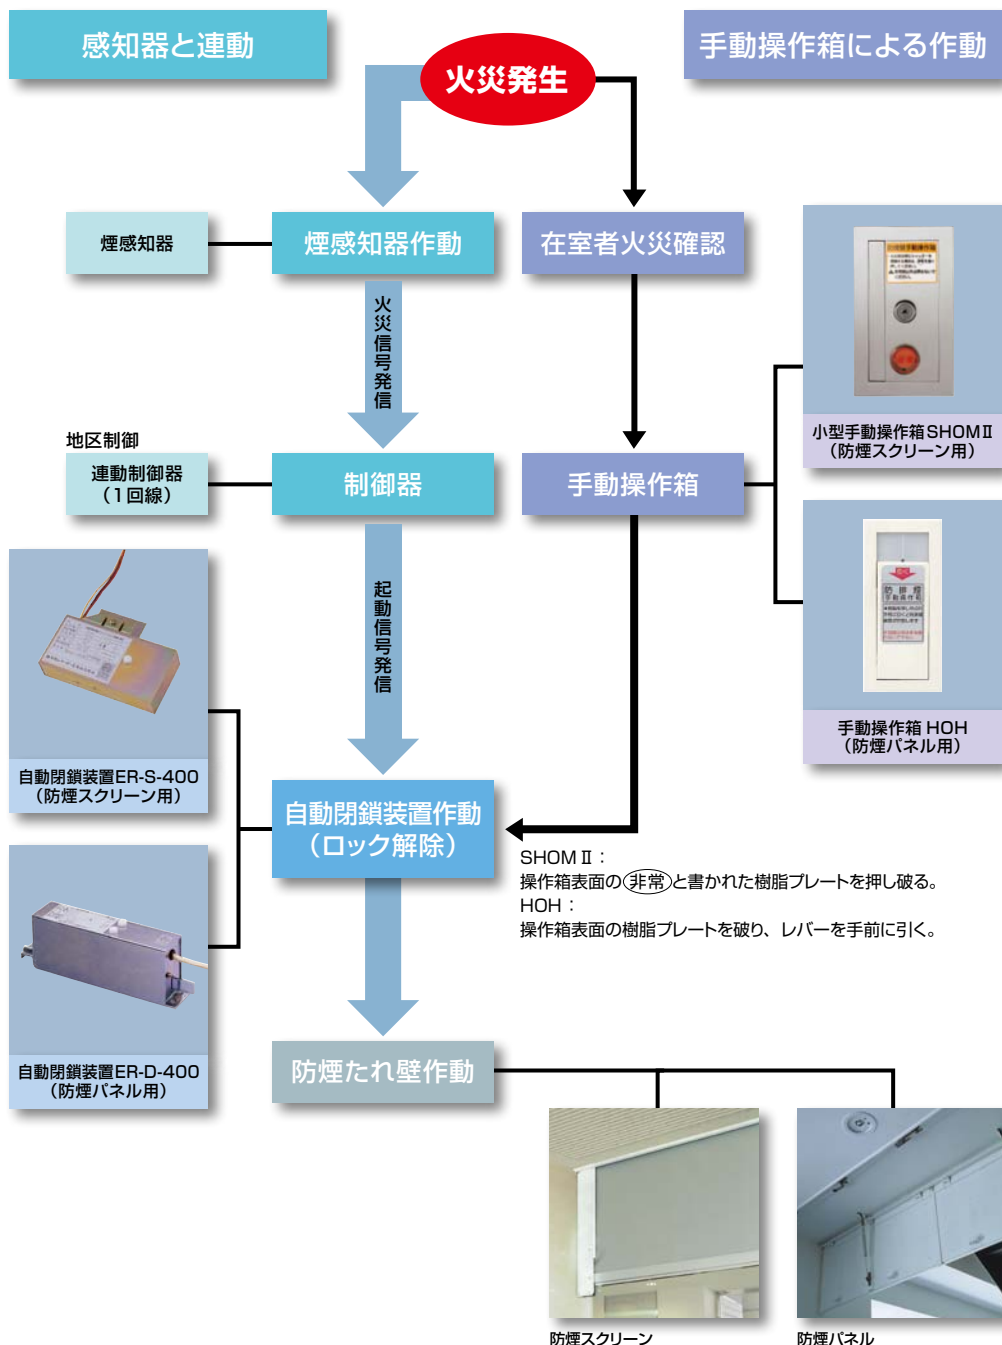 感知器と連動
火災発生
手動操作箱による作動
煙感知器
煙感知器作動
在室者火災確認
火災信号発信
小型手動操作箱SHOMⅡ
（防煙スクリーン用）
地区制御
連動制御器
（1回線）
制御器
手動操作箱
起動信号発信
防排煙
手動操作箱
手動操作箱 HOH
（防煙パネル用）
自動閉鎖装置ER-S-400
（防煙スクリーン用）
自動閉鎖装置作動
（ロック解除）
SHOMⅡ：
操作箱表面の非常と書かれた樹脂プレートを押し破る。
HOH：
操作箱表面の樹脂プレートを破り、レバーを手前に引く。
自動閉鎖装置ER-D-400
（防煙パネル用）
防煙たれ壁作動
防煙スクリーン
防煙パネル